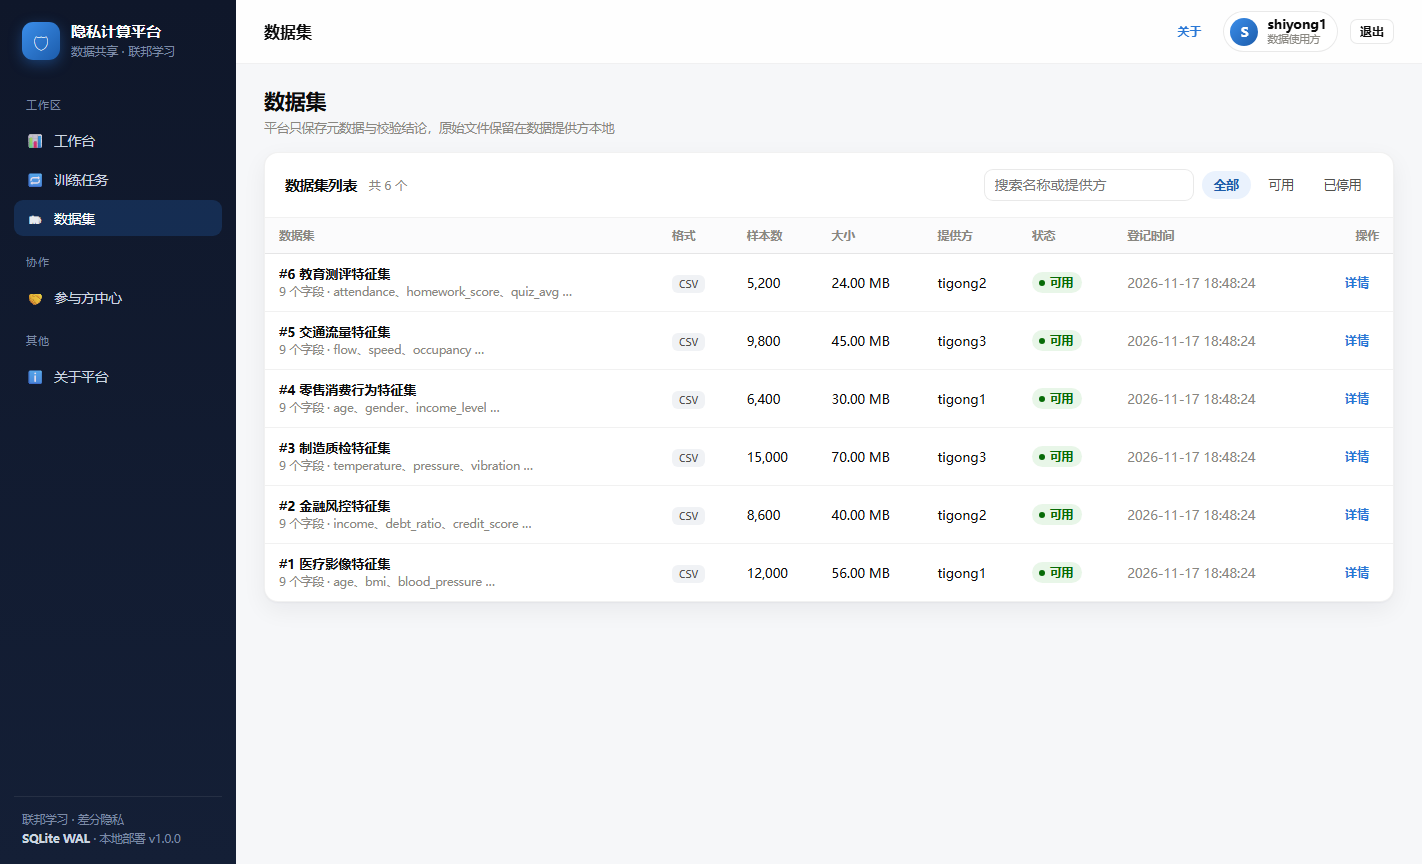 隐私计算平台
数据共享 · 联邦学习
工作区
工作台
训练任务
数据集
协作
参与方中心
其他
关于平台
联邦学习 · 差分隐私
SQLite WAL · 本地部署 v1.0.0
数据集
关于
S
shiyong1
数据使用方
退出
数据集
平台只保存元数据与校验结论，原始文件保留在数据提供方本地
数据集列表 共 6 个
搜索名称或提供方
全部 可用 已停用
数据集 格式 样本数 大小 提供方 状态 登记时间 操作
#6 教育测评特征集
9 个字段 · attendance、homework_score、quiz_avg ...
CSV 5,200 24.00 MB tigong2 可用 2026-11-17 18:48:24 详情
#5 交通流量特征集
9 个字段 · flow、speed、occupancy ...
CSV 9,800 45.00 MB tigong3 可用 2026-11-17 18:48:24 详情
#4 零售消费行为特征集
9 个字段 · age、gender、income_level ...
CSV 6,400 30.00 MB tigong1 可用 2026-11-17 18:48:24 详情
#3 制造质检特征集
9 个字段 · temperature、pressure、vibration ...
CSV 15,000 70.00 MB tigong3 可用 2026-11-17 18:48:24 详情
#2 金融风控特征集
9 个字段 · income、debt_ratio、credit_score ...
CSV 8,600 40.00 MB tigong2 可用 2026-11-17 18:48:24 详情
#1 医疗影像特征集
9 个字段 · age、bmi、blood_pressure ...
CSV 12,000 56.00 MB tigong1 可用 2026-11-17 18:48:24 详情